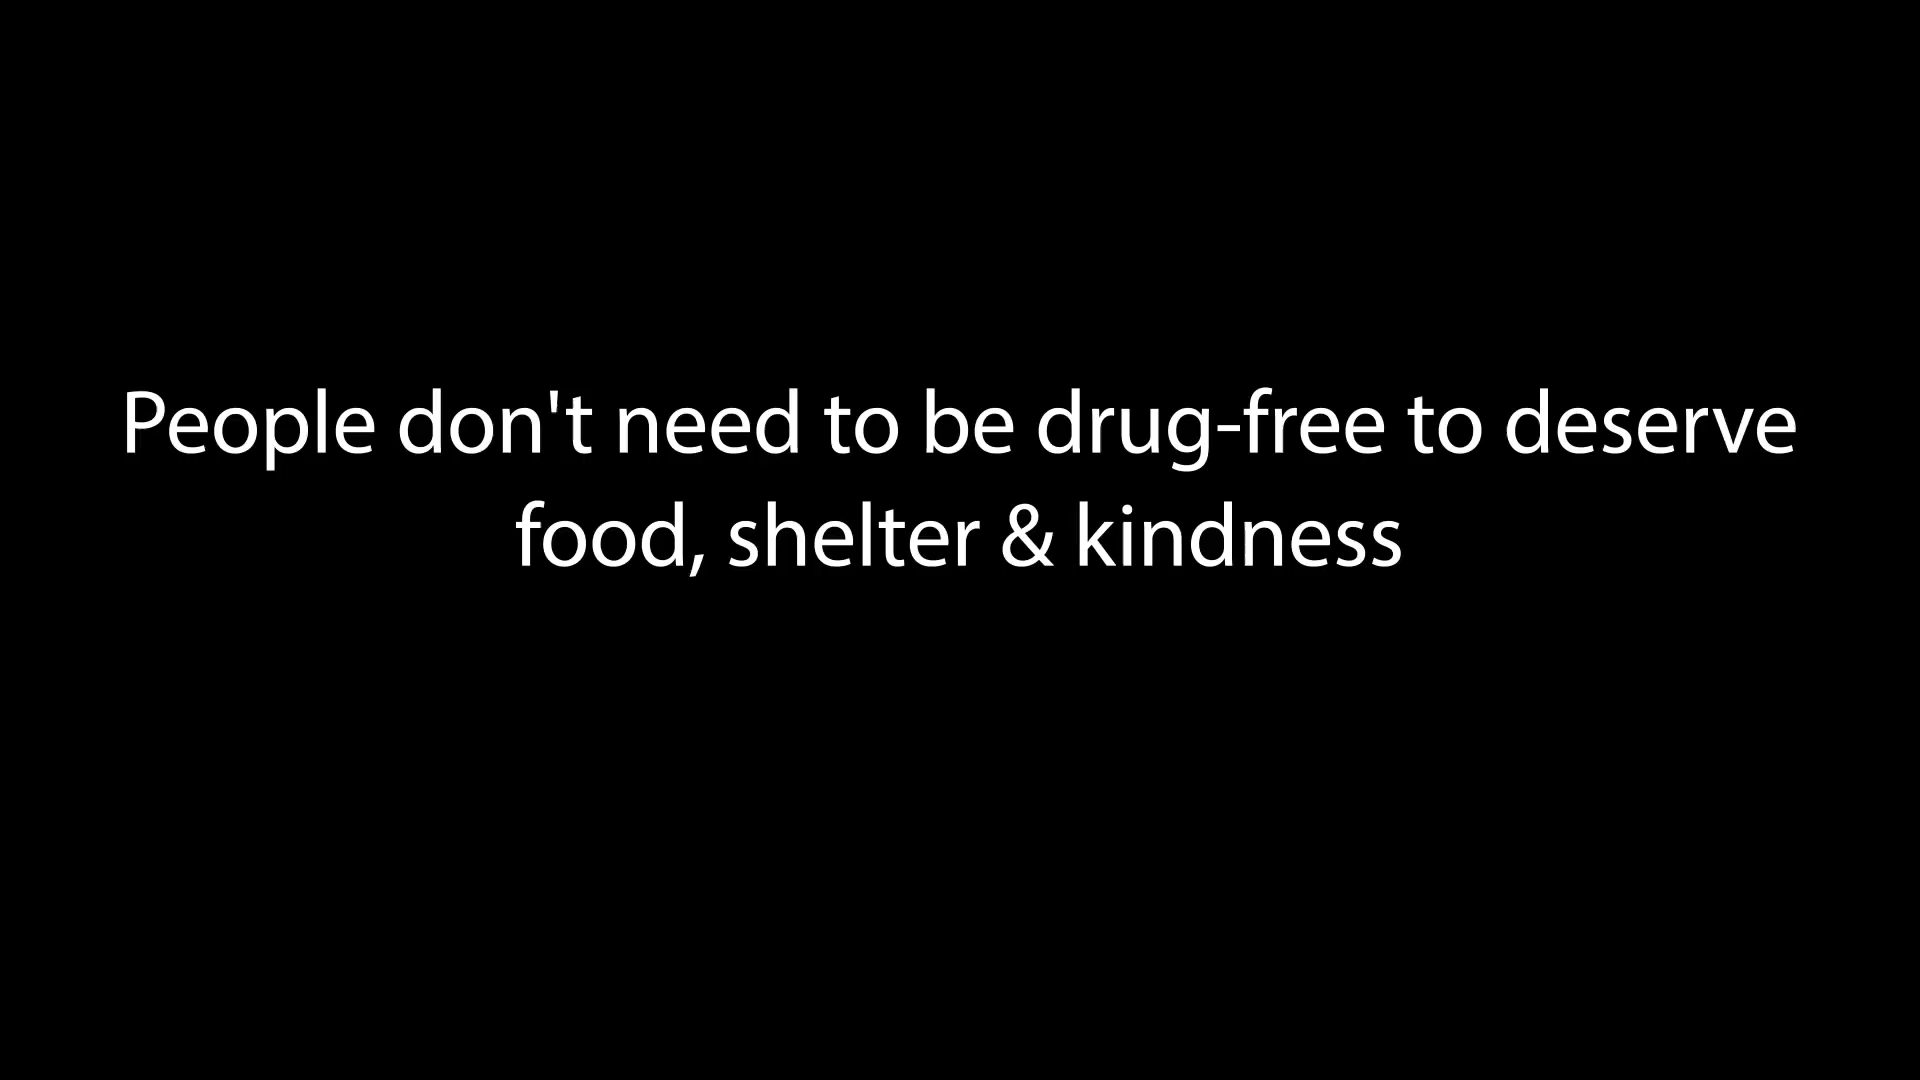 People don't need to be drug-free to deserve
food, shelter & kindness